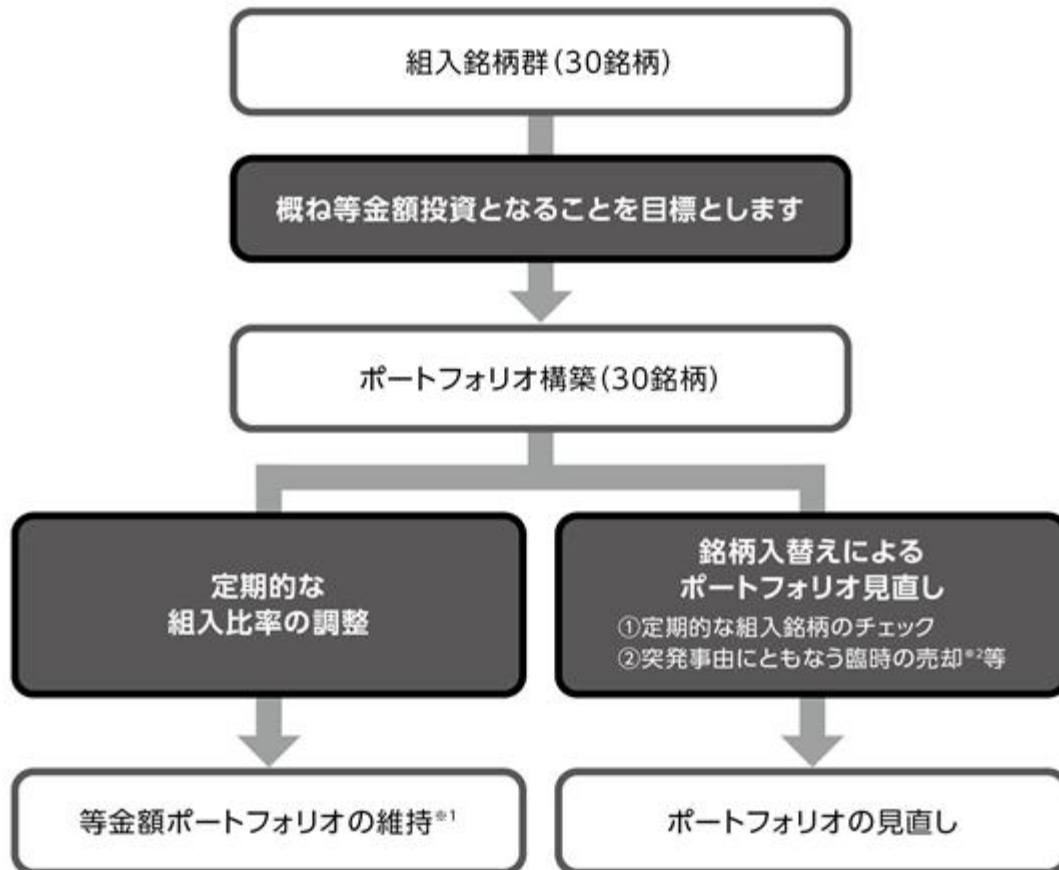 組入銘柄群(30銘柄)
概ね等金額投資となることを目標とします
ポートフォリオ構築(30銘柄)
定期的な
組入比率の調整
銘柄入替えによる
ポートフォリオ見直し
①定期的な組入銘柄のチェック
②突発事由にともなう臨時の売却※2等
等金額ポートフォリオの維持※1
ポートフォリオの見直し